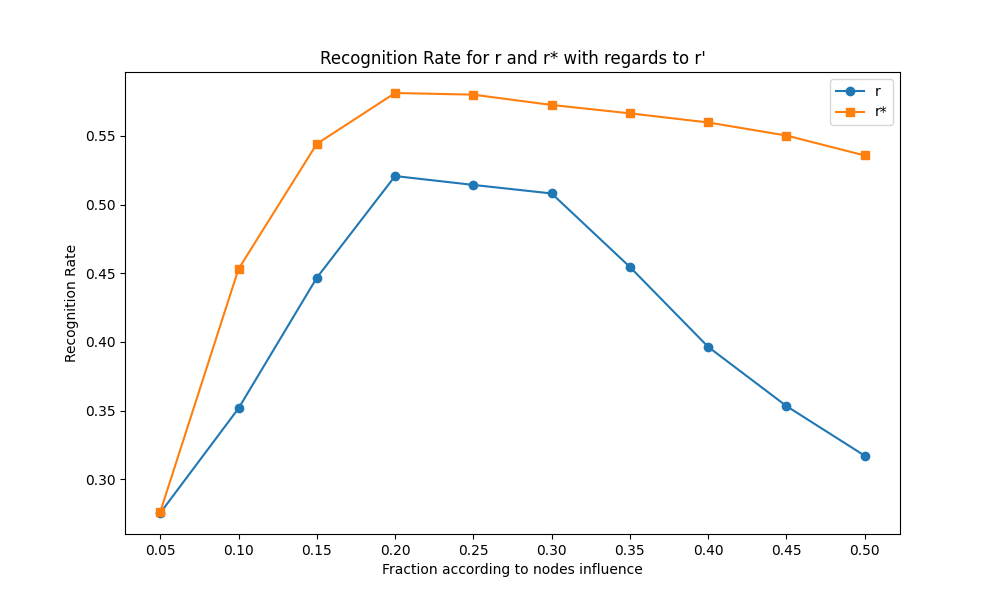 Recognition Rate for r and r* with regards to r'
r
r*
Recognition Rate
0.55
0.50
0.45
0.40
0.35
0.30
0.05 0.10 0.15 0.20 0.25 0.30 0.35 0.40 0.45 0.50
Fraction according to nodes influence